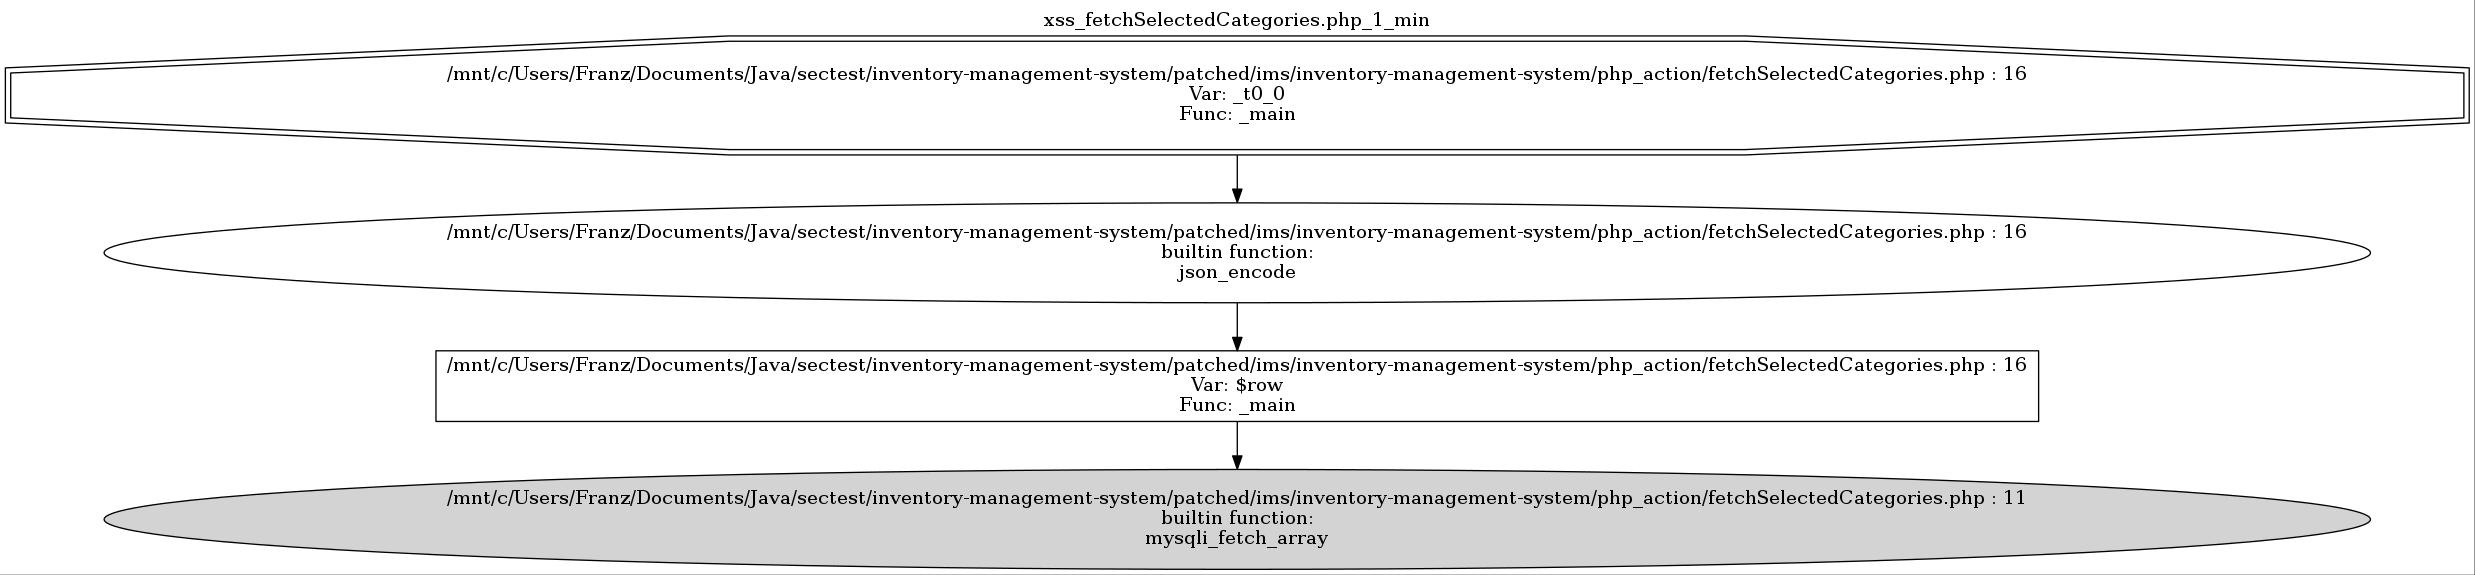 xss_fetchSelectedCategories.php_1_min
/mnt/c/Users/Franz/Documents/Java/sectest/inventory-management-system/patched/ims/inventory-management-system/php_action/fetchSelectedCategories.php : 16
Var: _t0_0
Func: _main
/mnt/c/Users/Franz/Documents/Java/sectest/inventory-management-system/patched/ims/inventory-management-system/php_action/fetchSelectedCategories.php : 16
builtin function:
json_encode
/mnt/c/Users/Franz/Documents/Java/sectest/inventory-management-system/patched/ims/inventory-management-system/php_action/fetchSelectedCategories.php : 16
Var: $row
Func: _main
/mnt/c/Users/Franz/Documents/Java/sectest/inventory-management-system/patched/ims/inventory-management-system/php_action/fetchSelectedCategories.php : 11
builtin function:
mysqli_fetch_array